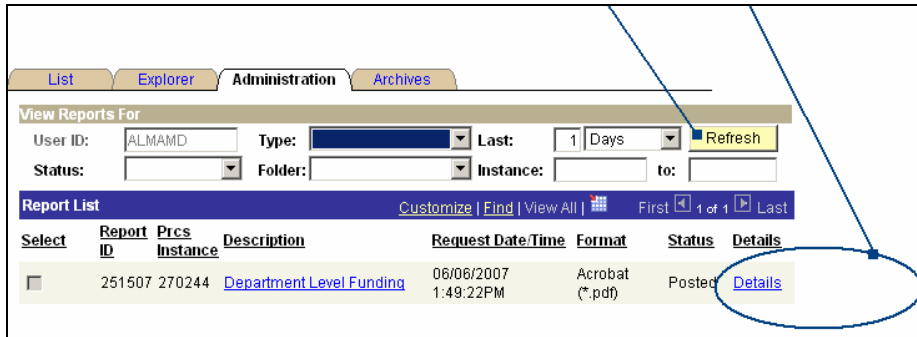 List Explorer Administration Archives
View Reports For
User ID: ALMAMD Type: Last: 1 Days Refresh
Status: Folder: Instance: to:
Report List Customize | Find | View All | First 1 of 1 Last
Select Report ID Prcs Instance Description Request Date/Time Format Status Details
251507 270244 Department Level Funding 06/06/2007 1:49:22PM Acrobat (*.pdf) Posted Details